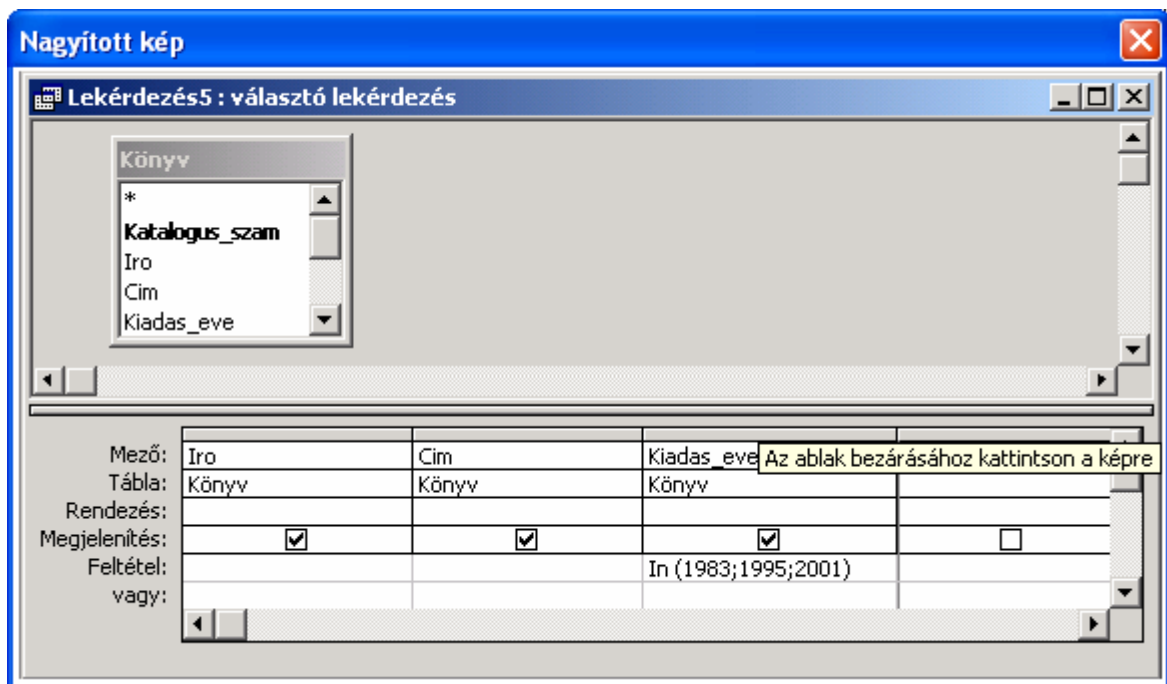 Nagyított kép
Lekérdezés5 : választó lekérdezés
Könyv
*
Katalogus_szam
Iro
Cim
Kiadas_eve
Mező: Iro Cim Kiadas_eve Az ablak bezárásához kattintson a képre
Tábla: Könyv Könyv Könyv
Rendezés:
Megjelenítés:
Feltétel: In (1983;1995;2001)
vagy: